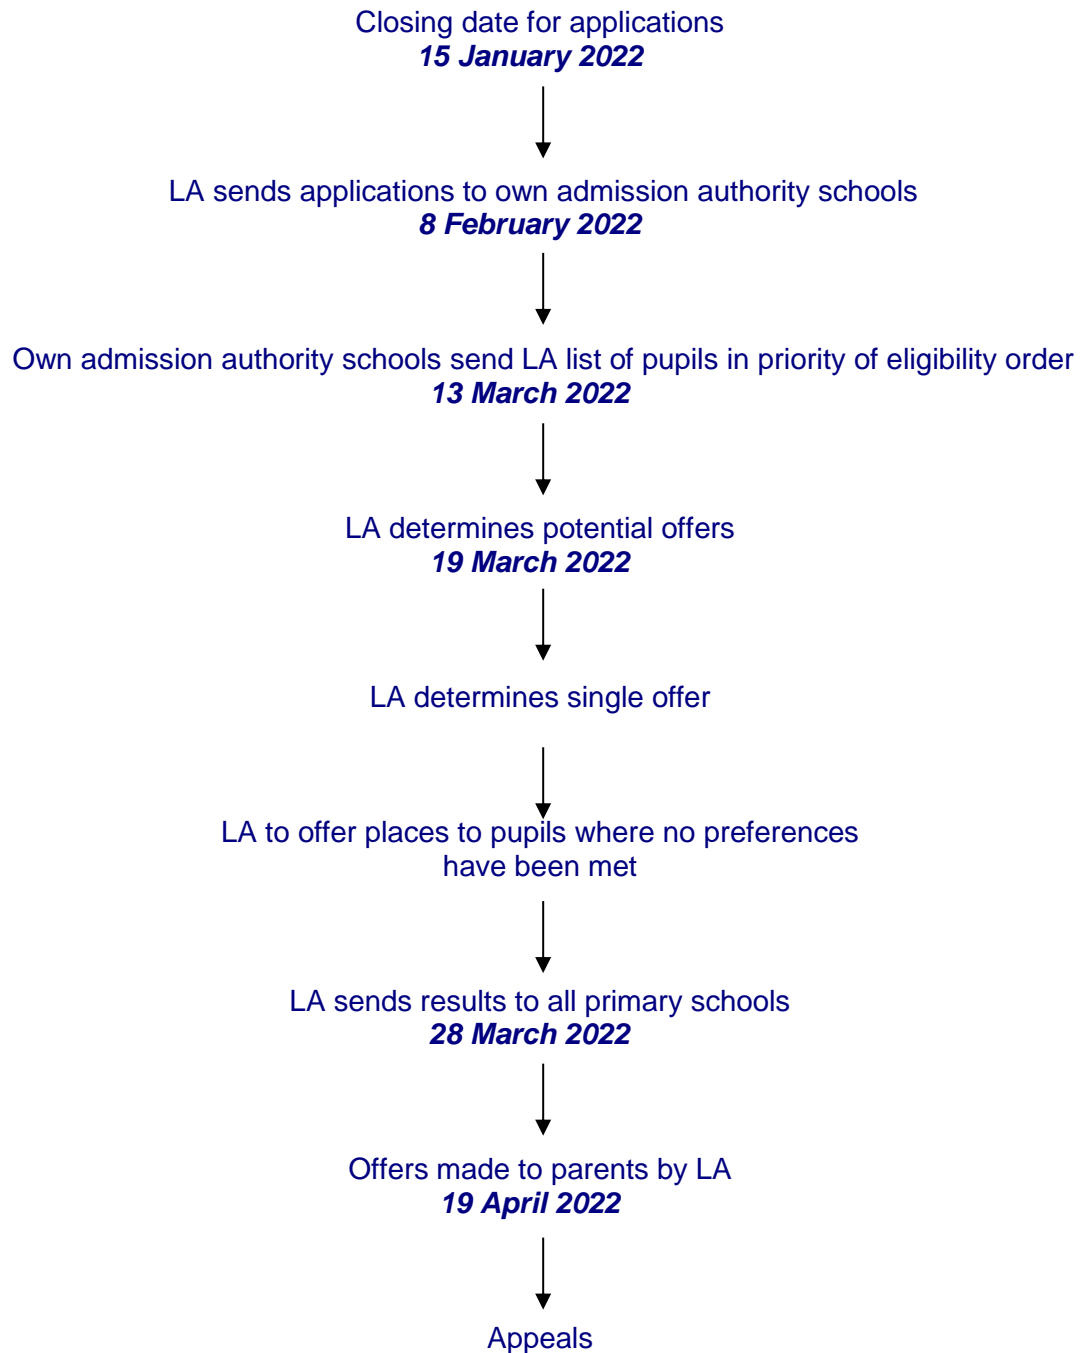 Closing date for applications
15 January 2022
LA sends applications to own admission authority schools
8 February 2022
Own admission authority schools send LA list of pupils in priority of eligibility order
13 March 2022
LA determines potential offers
19 March 2022
LA determines single offer
LA to offer places to pupils where no preferences
have been met
LA sends results to all primary schools
28 March 2022
Offers made to parents by LA
19 April 2022
Appeals